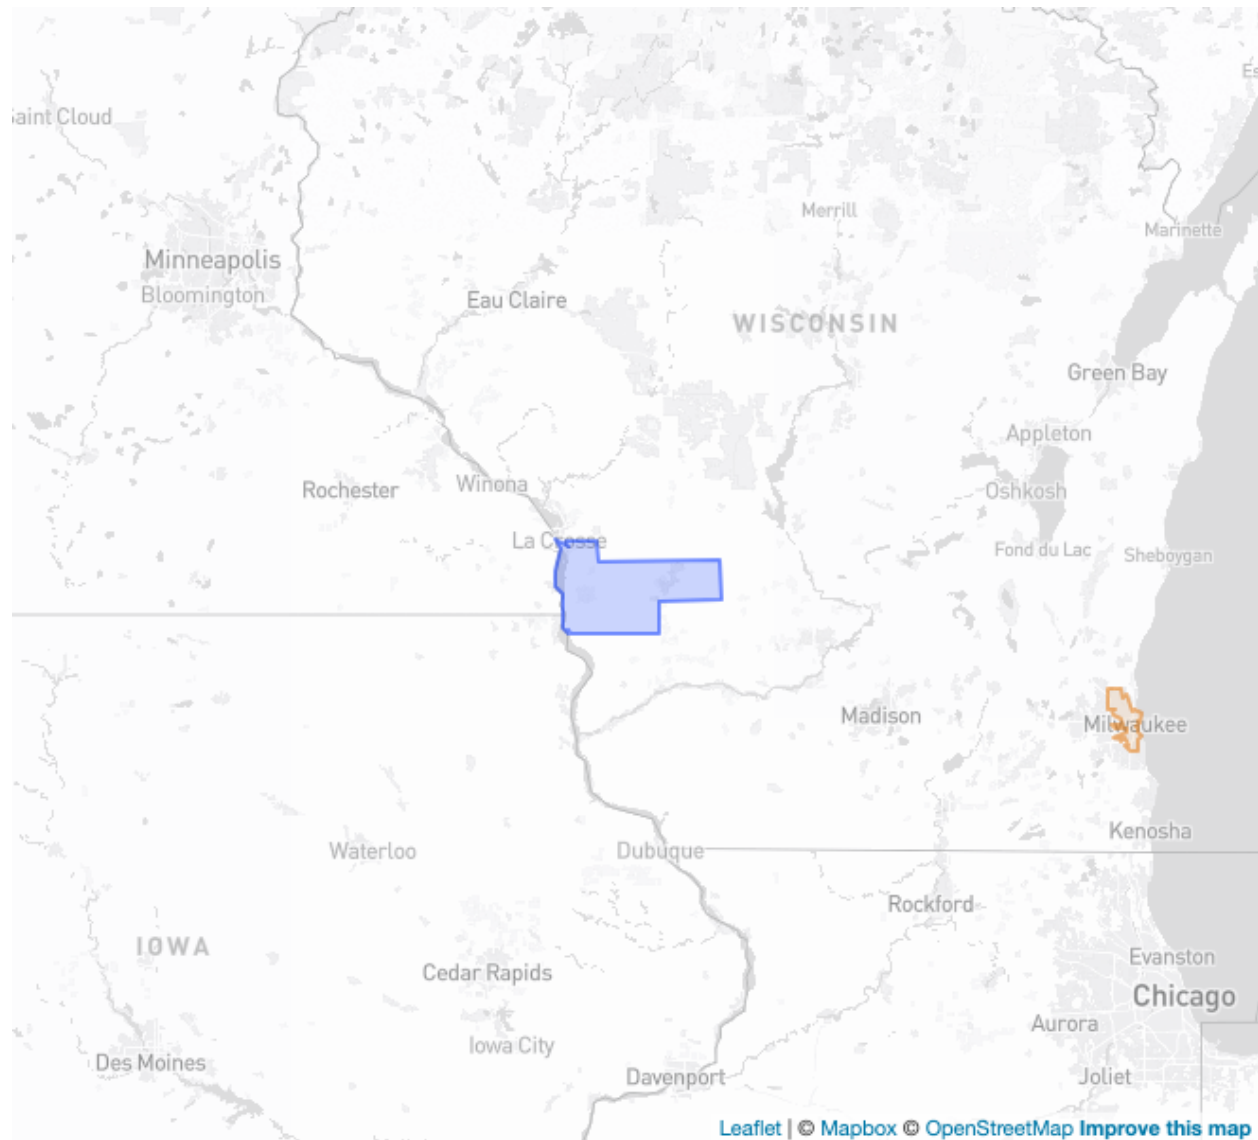 Es
Saint Cloud
Merrill
Marinette
Minneapolis
Bloomington
Eau Claire
WISCONSIN
Green Bay
Appleton
Winona
Rochester
Oshkosh
La Crosse
Fond du Lac
Sheboygan
Madison
Milwaukee
Kenosha
Waterloo
Dubuque
Rockford
IOWA
Evanston
Cedar Rapids
Chicago
Aurora
Iowa City
Des Moines
Davenport
Joliet
Leaflet | © Mapbox © OpenStreetMap Improve this map